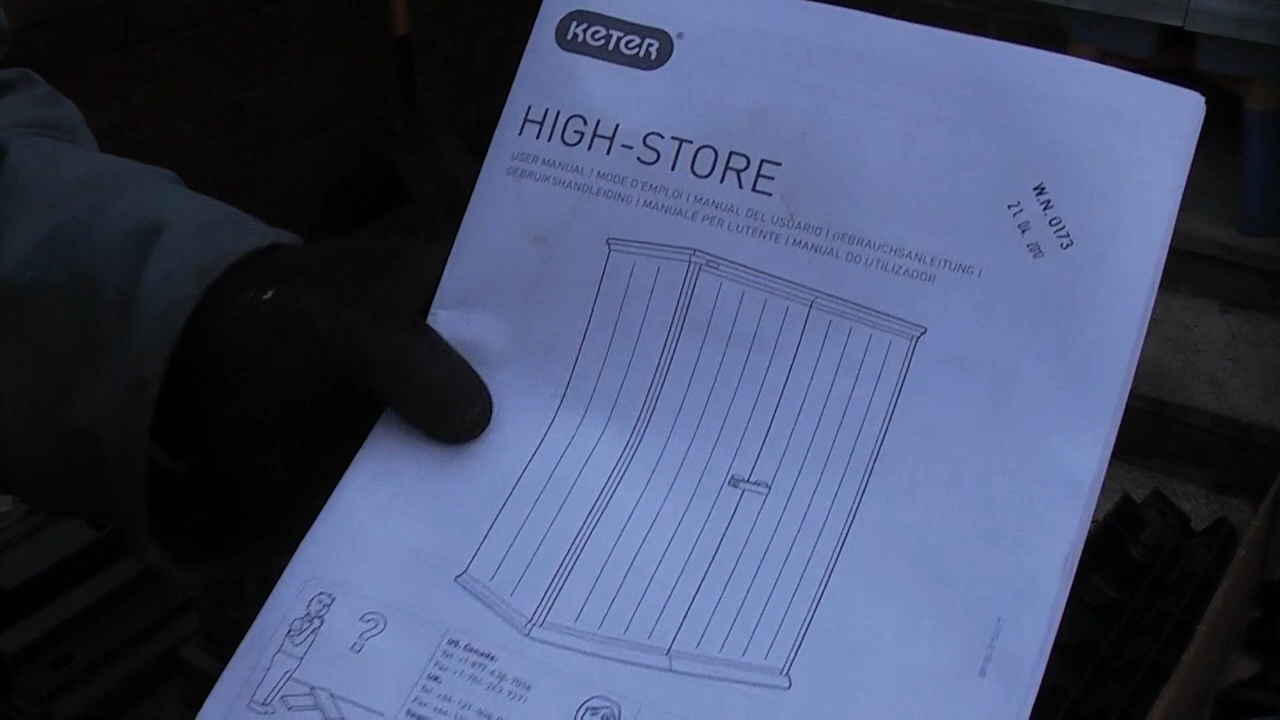 KETER®
HIGH-STORE
USER MANUAL | MODE D'EMPLOI | MANUAL DEL USUARIO | GEBRAUCHSANLEITUNG |
GEBRUIKSHANDLEIDING | MANUALE PER L'UTENTE | MANUAL DO UTILIZADOR
W.N. 0173
21. 04. 2010
?
US, Canada:
UK: